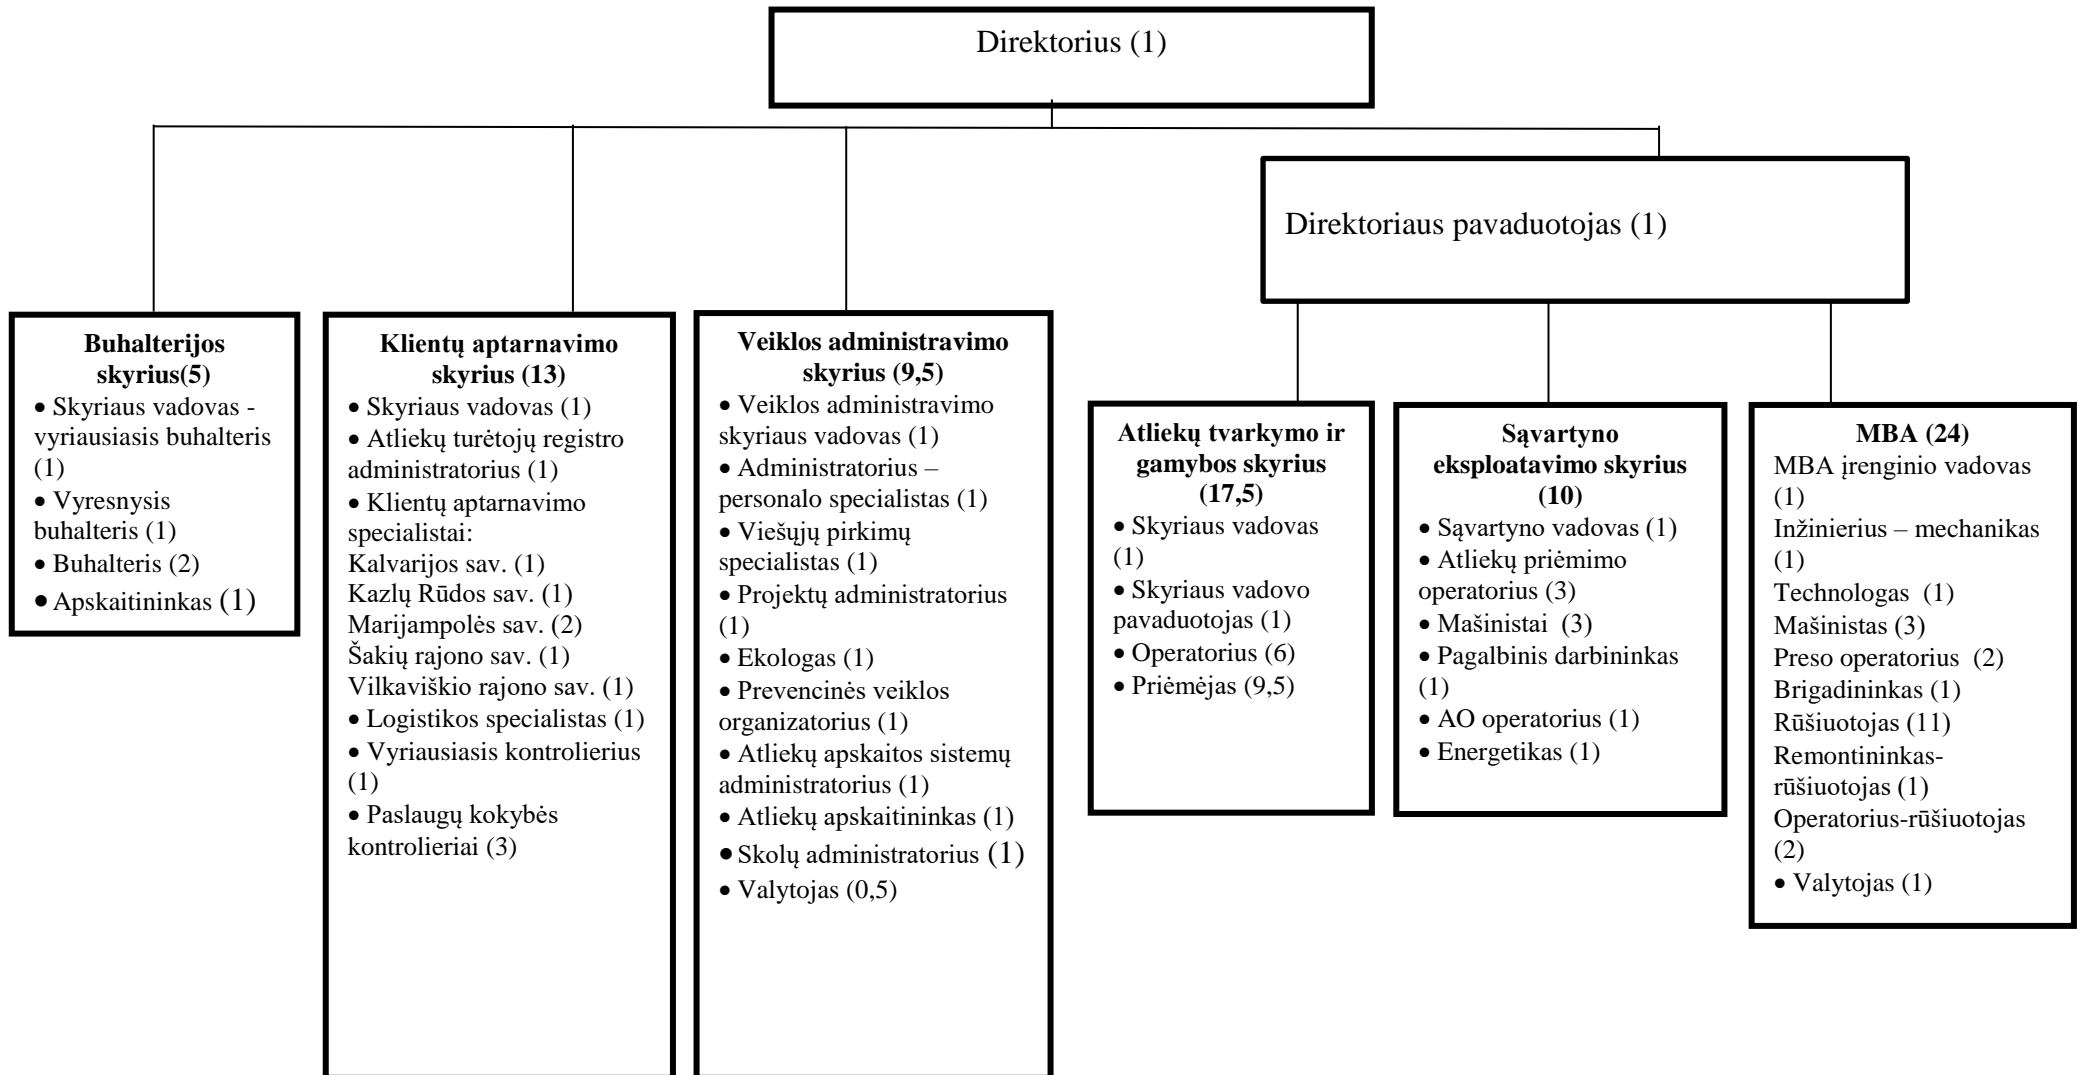 Direktorius (1)
Direktoriaus pavaduotojas (1)
Buhalterijos
skyrius(5)
• Skyriaus vadovas -
vyriausiasis buhalteris
(1)
• Vyresnysis
buhalteris (1)
• Buhalteris (2)
• Apskaitininkas (1)
Klientų aptarnavimo
skyrius (13)
• Skyriaus vadovas (1)
• Atliekų turėtojų registro
administratorius (1)
• Klientų aptarnavimo
specialistai:
Kalvarijos sav. (1)
Kazlų Rūdos sav. (1)
Marijampolės sav. (2)
Šakių rajono sav. (1)
Vilkaviškio rajono sav. (1)
• Logistikos specialistas (1)
• Vyriausiasis kontrolierius
(1)
• Paslaugų kokybės
kontrolieriai (3)
Veiklos administravimo
skyrius (9,5)
• Veiklos administravimo
skyriaus vadovas (1)
• Administratorius –
personalo specialistas (1)
• Viešųjų pirkimų
specialistas (1)
• Projektų administratorius
(1)
• Ekologas (1)
• Prevencinės veiklos
organizatorius (1)
• Atliekų apskaitos sistemų
administratorius (1)
• Atliekų apskaitininkas (1)
• Skolų administratorius (1)
• Valytojas (0,5)
Atliekų tvarkymo ir
gamybos skyrius
(17,5)
• Skyriaus vadovas
(1)
• Skyriaus vadovo
pavaduotojas (1)
• Operatorius (6)
• Priėmėjas (9,5)
Sąvartyno
eksploatavimo skyrius
(10)
• Sąvartyno vadovas (1)
• Atliekų priėmimo
operatorius (3)
• Mašinistai (3)
• Pagalbinis darbininkas
(1)
• AO operatorius (1)
• Energetikas (1)
MBA (24)
MBA įrenginio vadovas
(1)
Inžinierius – mechanikas
(1)
Technologas (1)
Mašinistas (3)
Preso operatorius (2)
Brigadininkas (1)
Rūšiuotojas (11)
Remontininkas-
rūšiuotojas (1)
Operatorius-rūšiuotojas
(2)
• Valytojas (1)